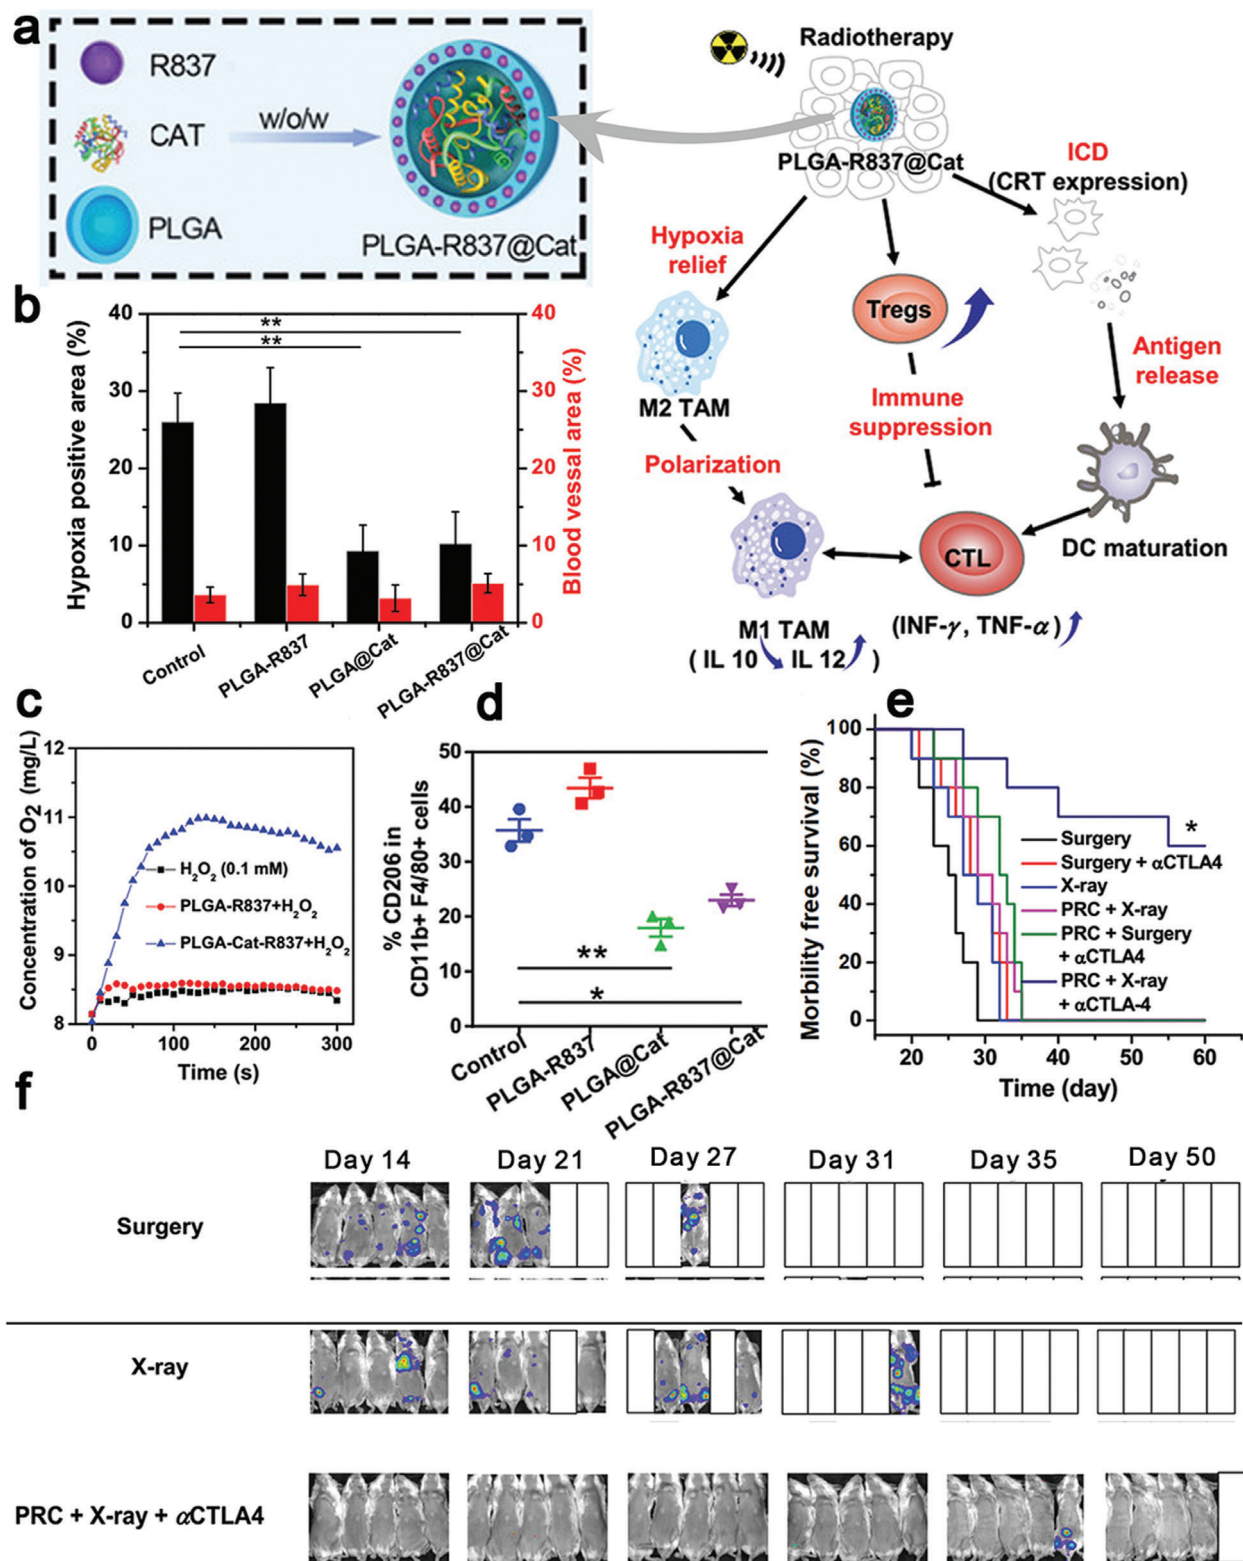 a
R837
CAT
PLGA
w/o/w
PLGA-R837@Cat
Radiotherapy
PLGA-R837@Cat
ICD
(CRT expression)
Hypoxia
relief
Tregs
Antigen
release
M2 TAM
Immune
suppression
Polarization
CTL
DC maturation
M1 TAM
( IL 10 IL 12 )
(INF-γ, TNF-α)
b
Hypoxia positive area (%)
40
30
20
10
0
**
**
40
30
20
10
0
Blood vessal area (%)
Control
PLGA-R837
PLGA@Cat
PLGA-R837@Cat
c
Concentration of O2 (mg/L)
12
11
10
9
8
H2O2 (0.1 mM)
PLGA-R837+H2O2
PLGA-Cat-R837+H2O2
0
100
200
300
Time (s)
d
% CD206 in
CD11b+ F4/80+ cells
50
40
30
20
10
0
**
*
Control
PLGA-R837
PLGA@Cat
PLGA-R837@Cat
e
Morbility free survival (%)
100
80
60
40
20
0
*
Surgery
Surgery + αCTLA4
X-ray
PRC + X-ray
PRC + Surgery
+ αCTLA4
PRC + X-ray
+ αCTLA-4
20
30
40
50
60
Time (day)
f
Day 14
Day 21
Day 27
Day 31
Day 35
Day 50
Surgery
X-ray
PRC + X-ray + αCTLA4